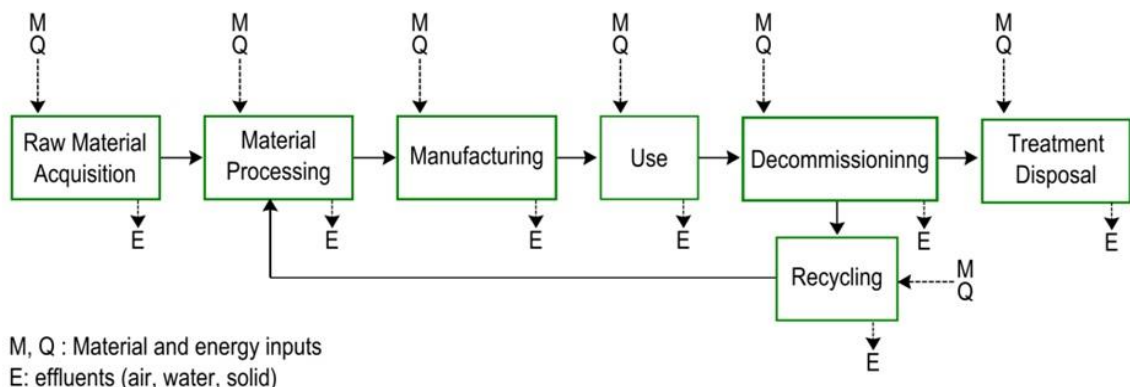 M
Q
M
Q
M
Q
M
Q
M
Q
M
Q
Raw Material
Acquisition
Material
Processing
Manufacturing
Use
Decommissioninng
Treatment
Disposal
E
E
E
E
E
E
Recycling
M
Q
E
M, Q : Material and energy inputs
E: effluents (air, water, solid)